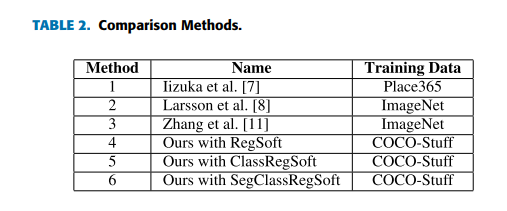 TABLE 2. Comparison Methods.
Method Name Training Data
1 Iizuka et al. [7] Place365
2 Larsson et al. [8] ImageNet
3 Zhang et al. [11] ImageNet
4 Ours with RegSoft COCO-Stuff
5 Ours with ClassRegSoft COCO-Stuff
6 Ours with SegClassRegSoft COCO-Stuff